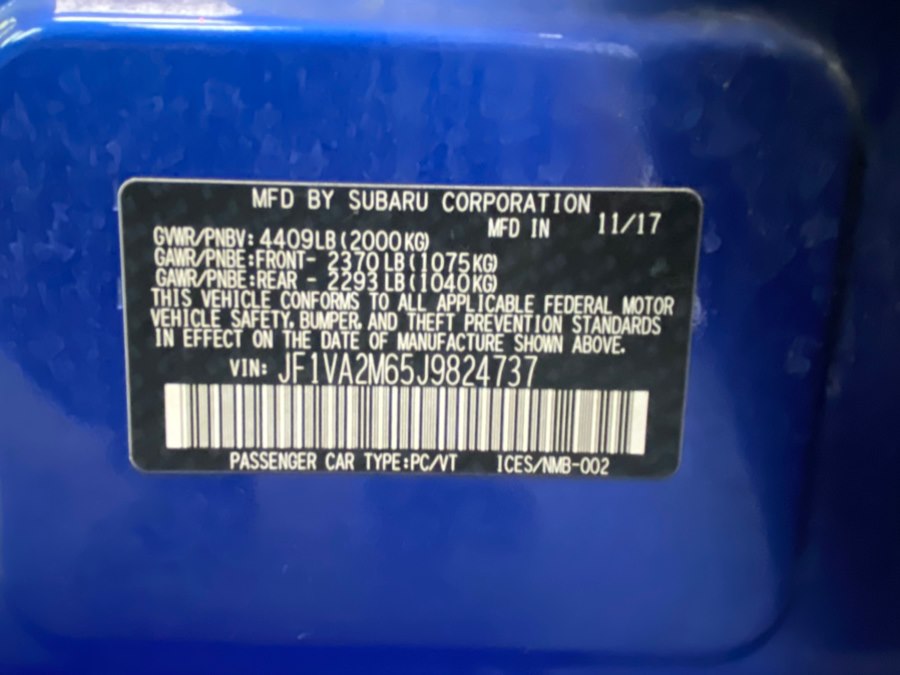 MFD BY SUBARU CORPORATION
MFD IN 11/17
GVWR/PNBV: 4409LB(2000KG)
GAWR/PNBE:FRONT- 2370LB(1075KG)
GAWR/PNBE:REAR - 2293LB(1040KG)
THIS VEHICLE CONFORMS TO ALL APPLICABLE FEDERAL MOTOR
VEHICLE SAFETY, BUMPER, AND THEFT PREVENTION STANDARDS
IN EFFECT ON THE DATE OF MANUFACTURE SHOWN ABOVE.
VIN: JF1VA2M65J9824737
PASSENGER CAR TYPE:PC/VT ICES/NMB-002